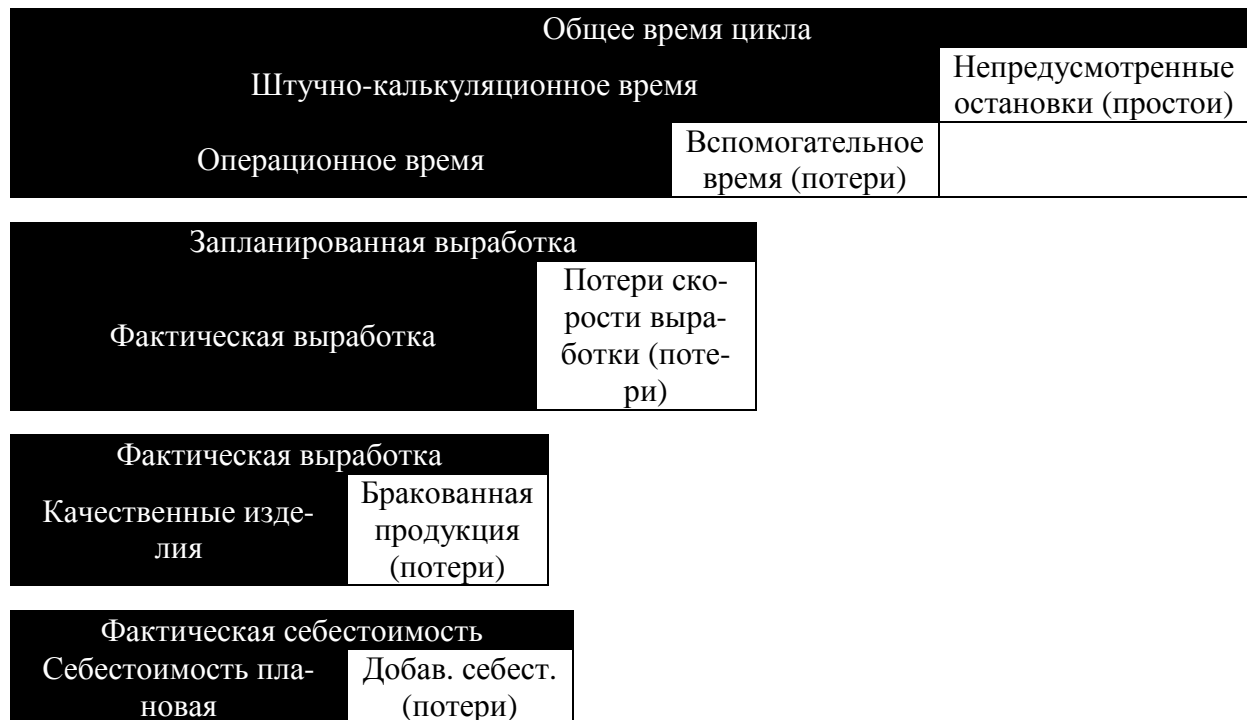 Общее время цикла
Штучно-калькуляционное время
Непредусмотренные
остановки (простои)
Операционное время
Вспомогательное
время (потери)
Запланированная выработка
Фактическая выработка
Потери ско-
рости выра-
ботки (поте-
ри)
Фактическая выработка
Качественные изде-
лия
Бракованная
продукция
(потери)
Фактическая себестоимость
Себестоимость пла-
новая
Добав. себест.
(потери)